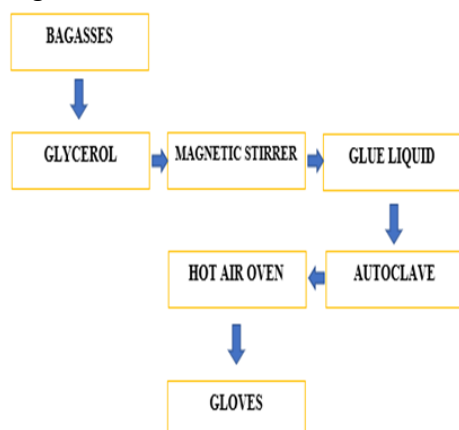 BAGASSES
GLYCEROL
MAGNETIC STIRRER
GLUE LIQUID
HOT AIR OVEN
AUTOCLAVE
GLOVES